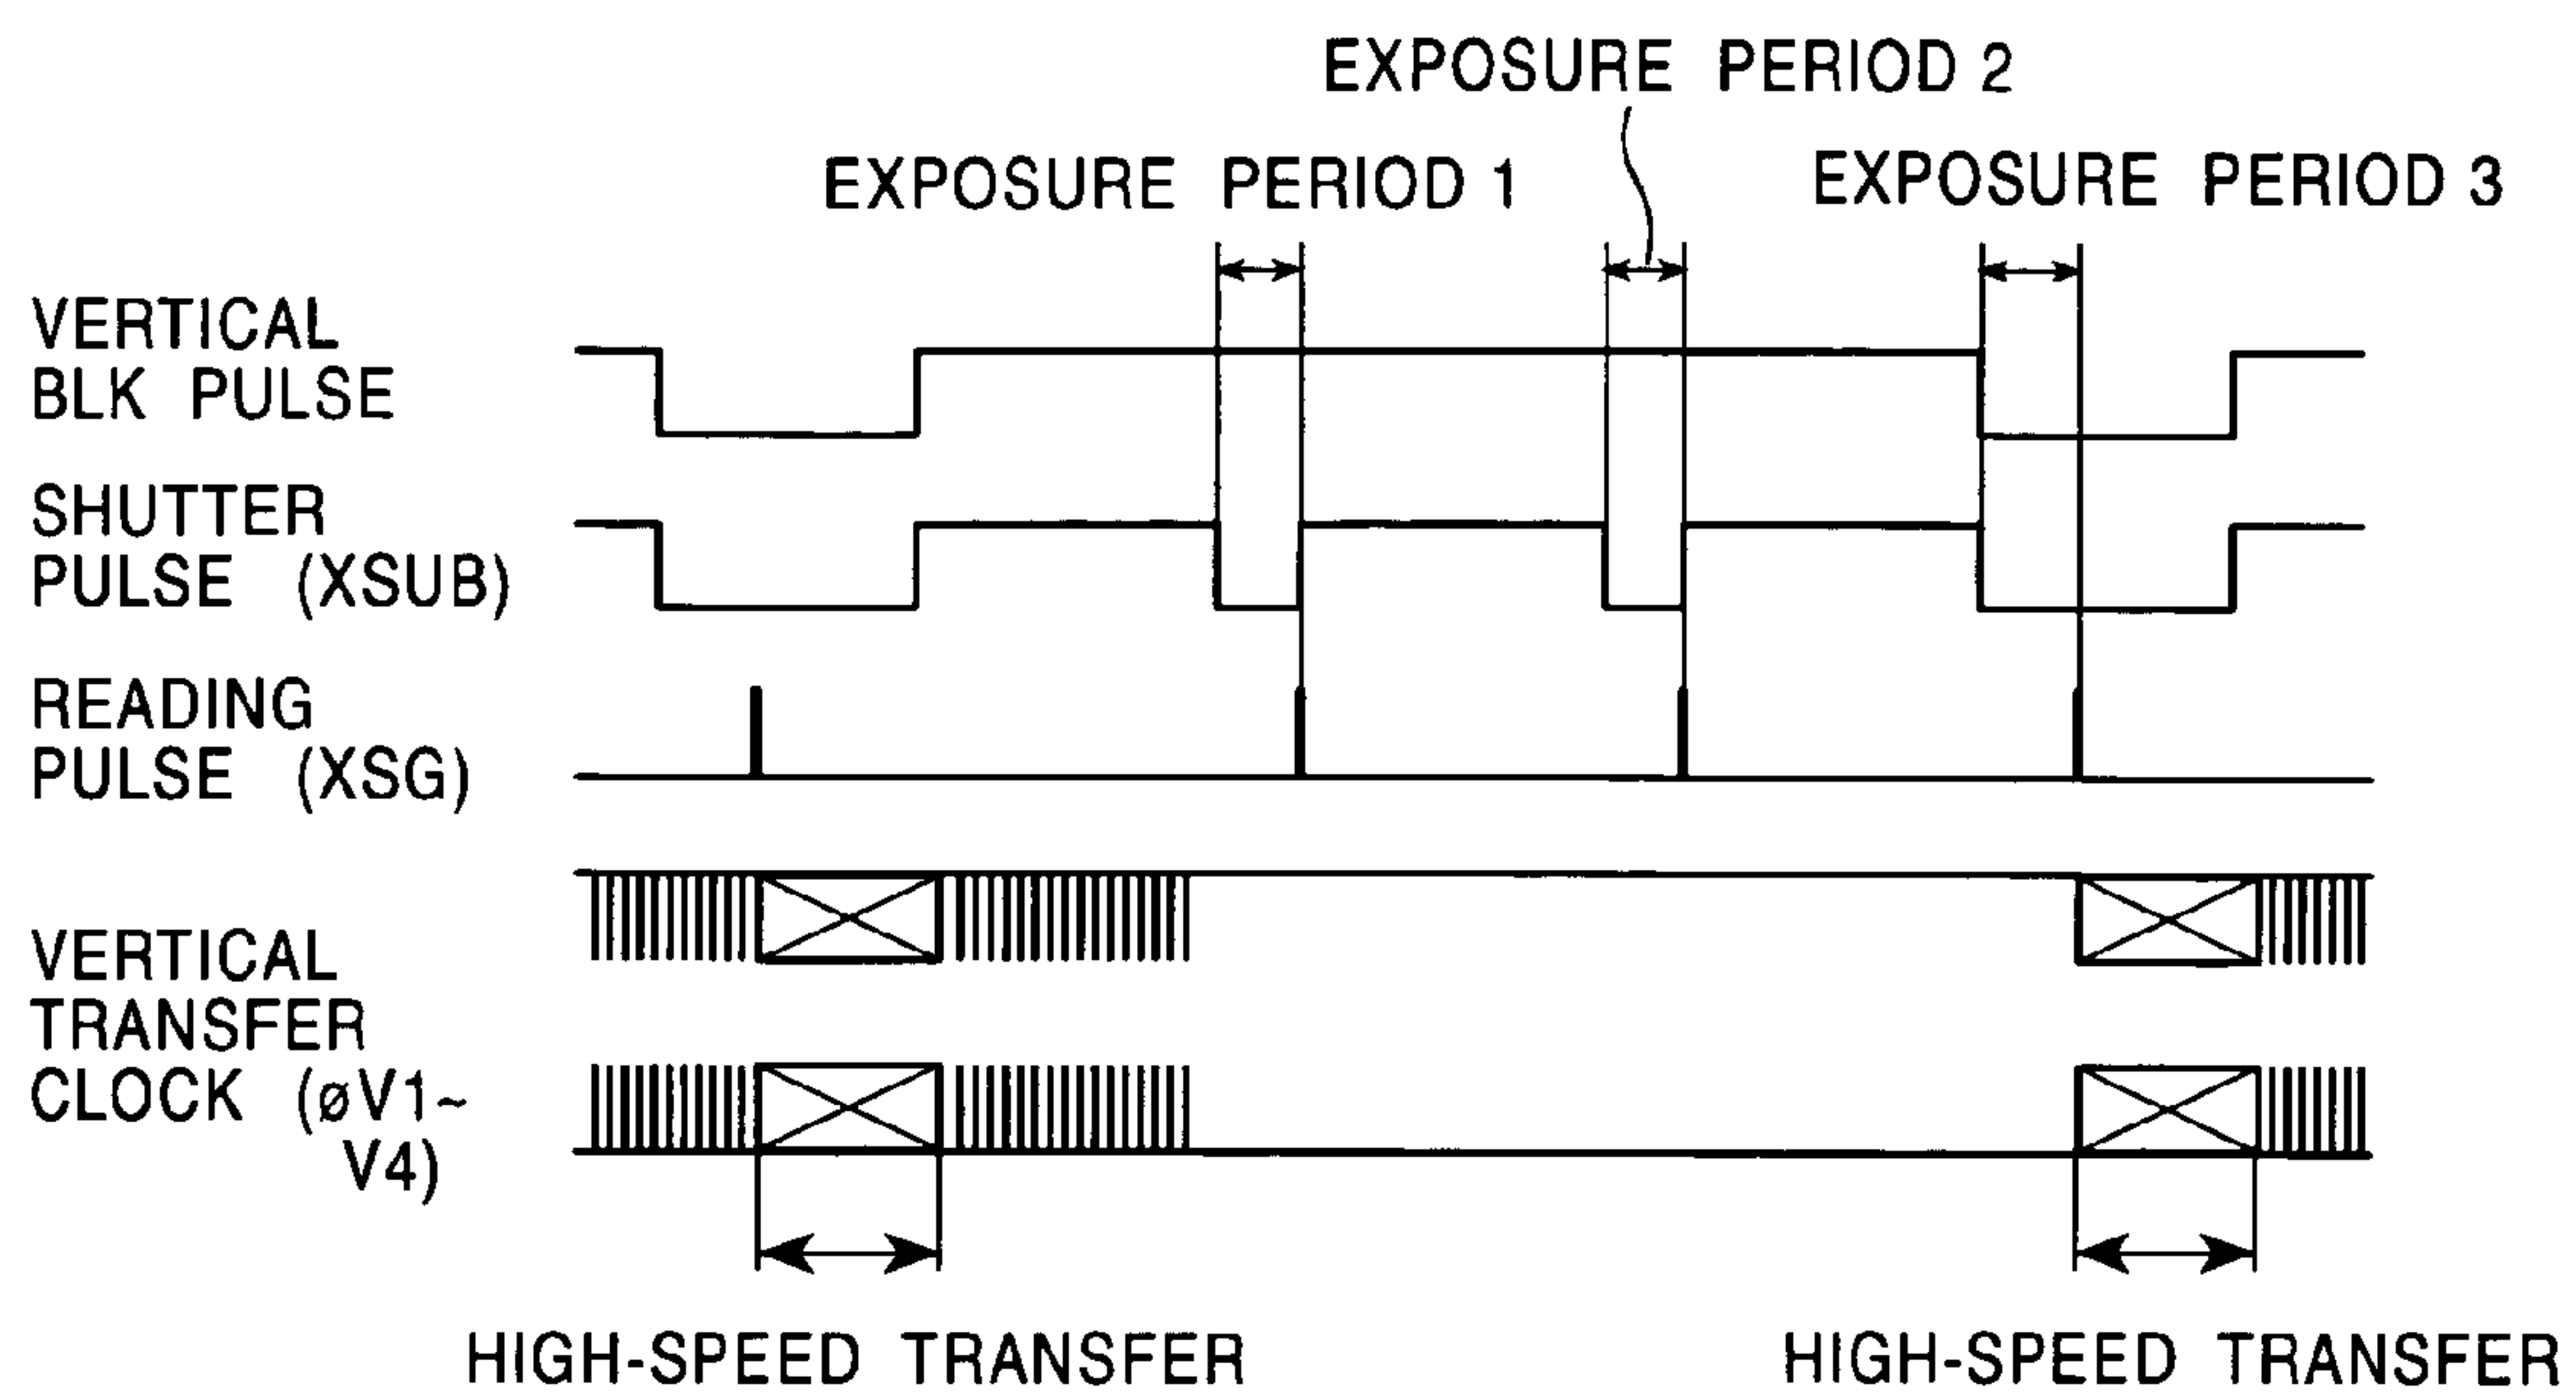 EXPOSURE PERIOD 2
EXPOSURE PERIOD 1
EXPOSURE PERIOD 3
VERTICAL
BLK PULSE
SHUTTER
PULSE (XSUB)
READING
PULSE (XSG)
VERTICAL
TRANSFER
CLOCK (øV1~
V4)
HIGH-SPEED TRANSFER
HIGH-SPEED TRANSFER